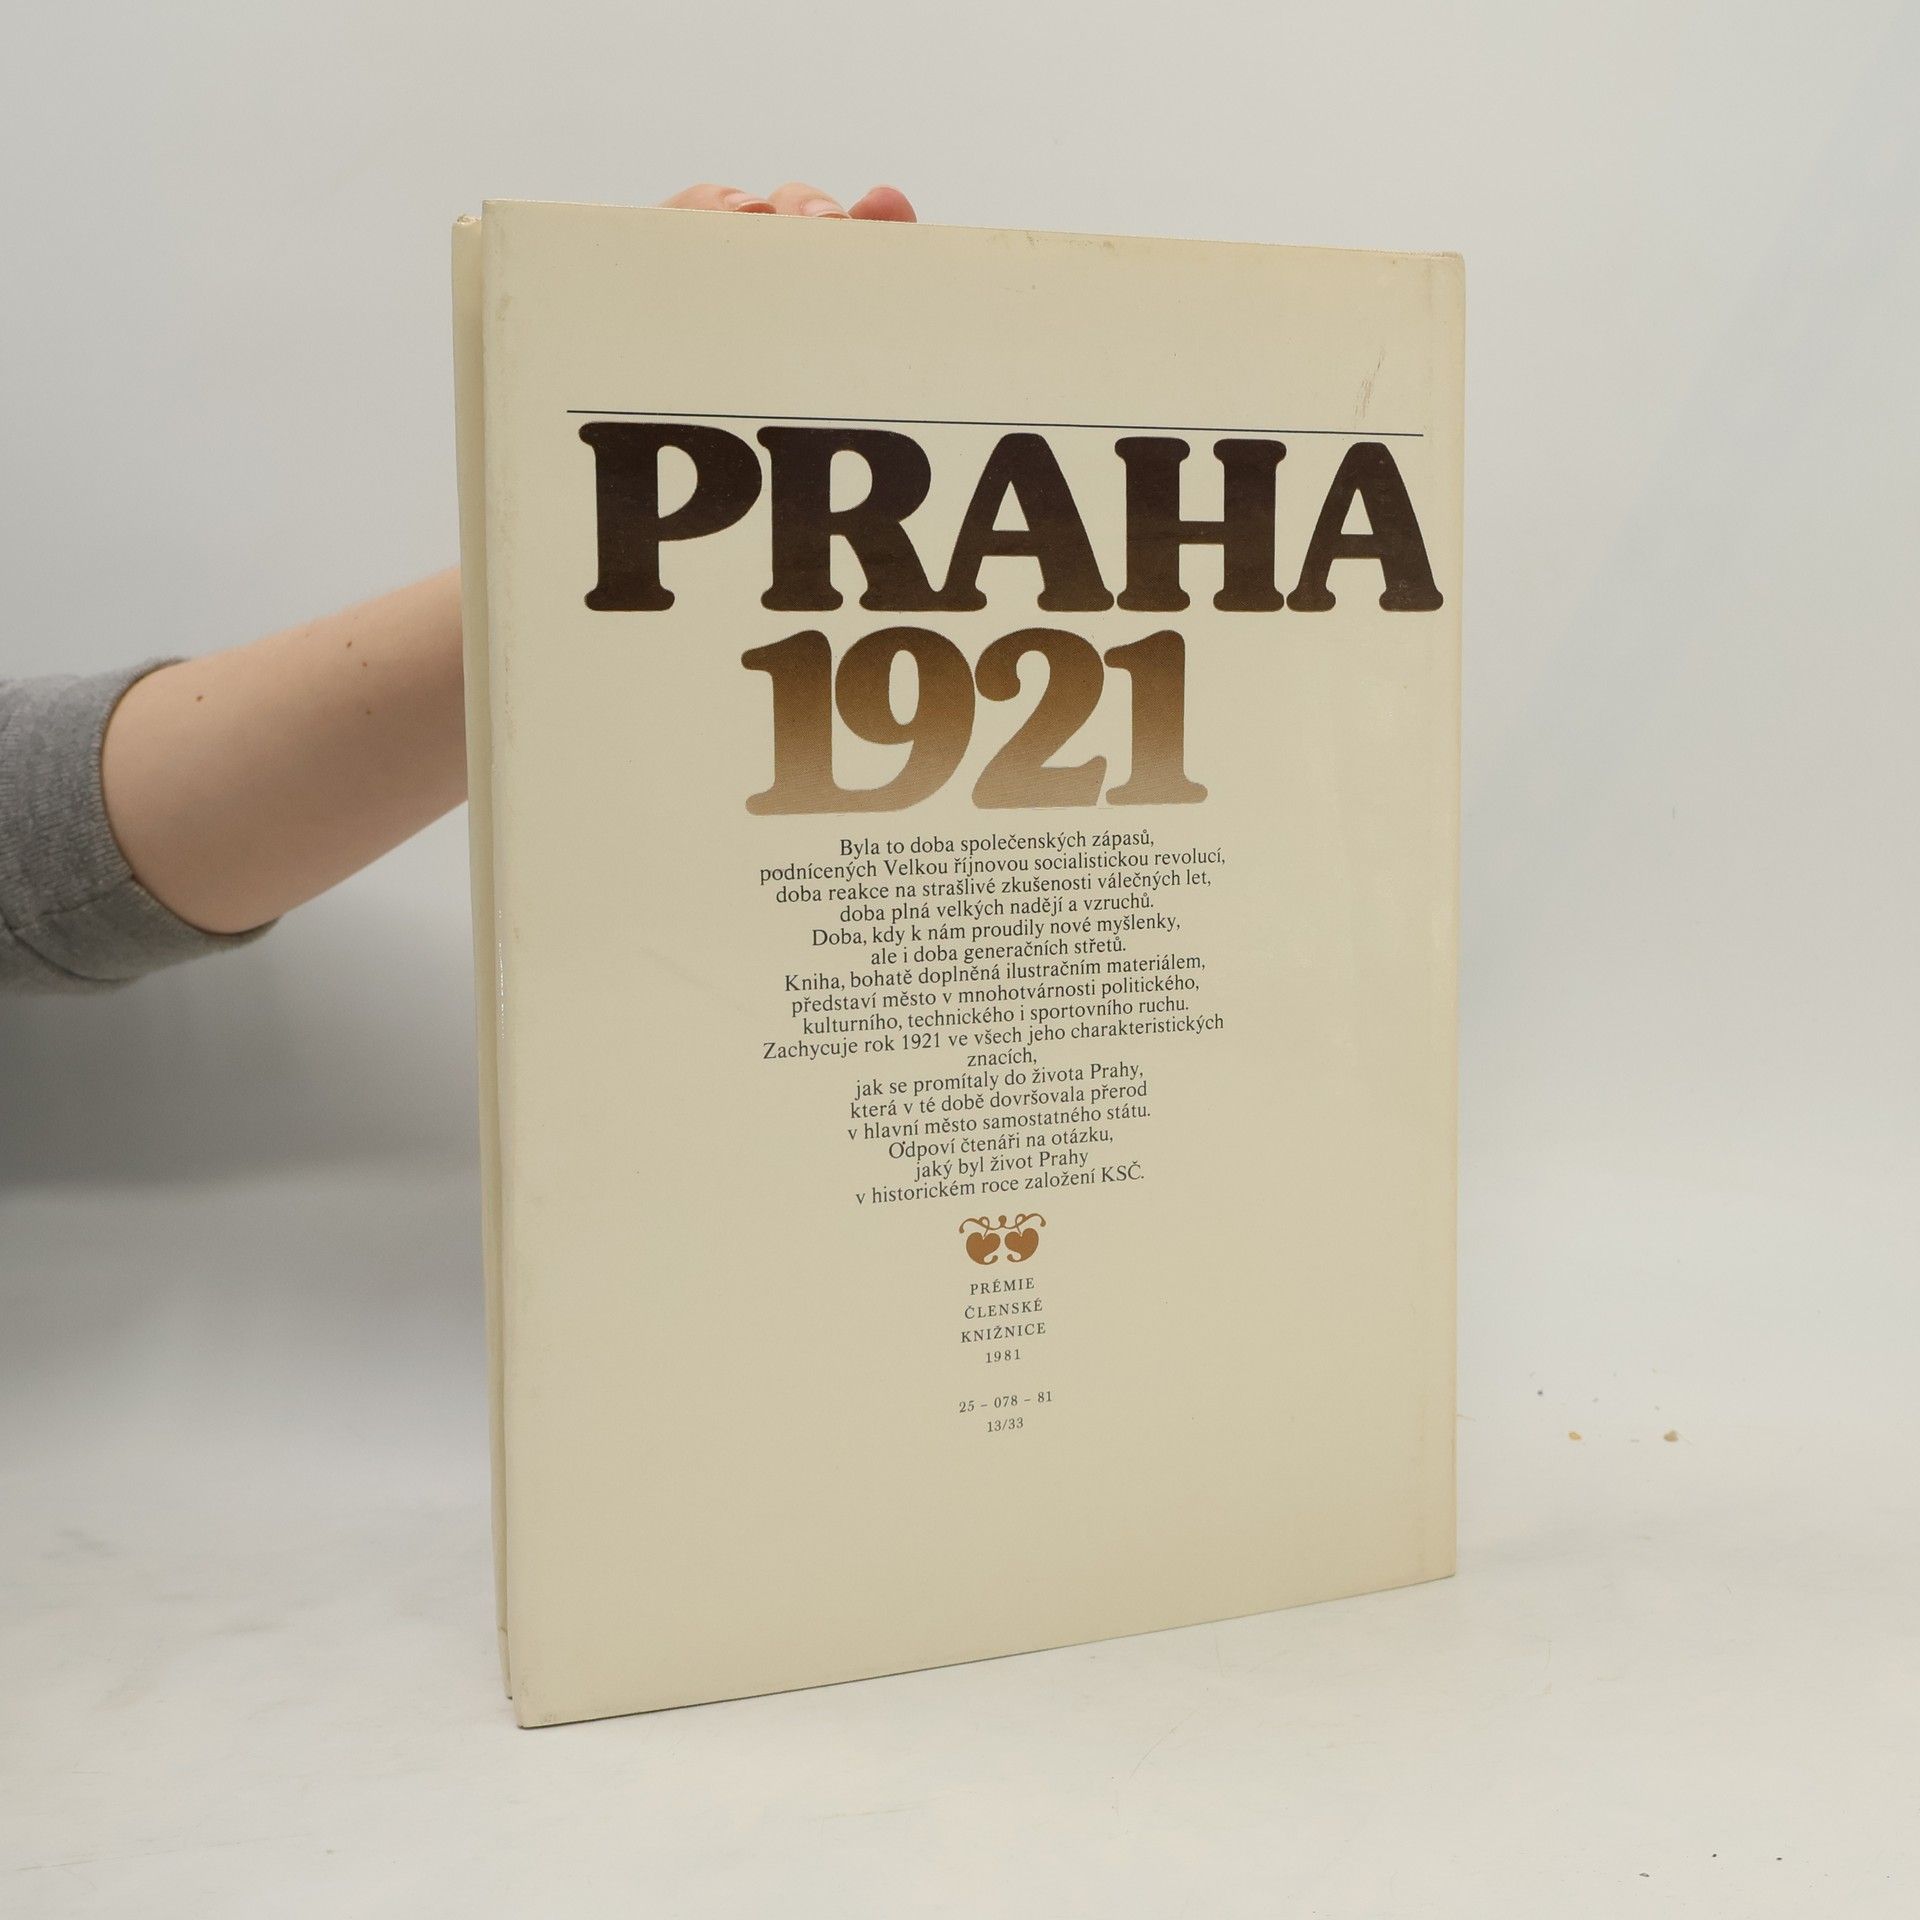 PRAHA
1921
Byla to doba společenských zápasů,
podnícených Velkou říjnovou socialistickou revolucí,
doba reakce na strašlivé zkušenosti válečných let,
doba plná velkých nadějí a vzruchů.
Doba, kdy k nám proudily nové myšlenky,
ale i doba generačních střetů.
Kniha, bohatě doplněná ilustračním materiálem,
představí město v mnohotvárnosti politického,
kulturního, technického i sportovního ruchu.
Zachycuje rok 1921 ve všech jeho charakteristických
znacích,
jak se promítaly do života Prahy,
která v té době dovršovala přerod
v hlavní město samostatného státu.
Odpoví čtenáři na otázku,
jaký byl život Prahy
v historickém roce založení KSČ.
PRÉMIE
ČLENSKÉ
KNIŽNICE
1981
25 – 078 – 81
13/33